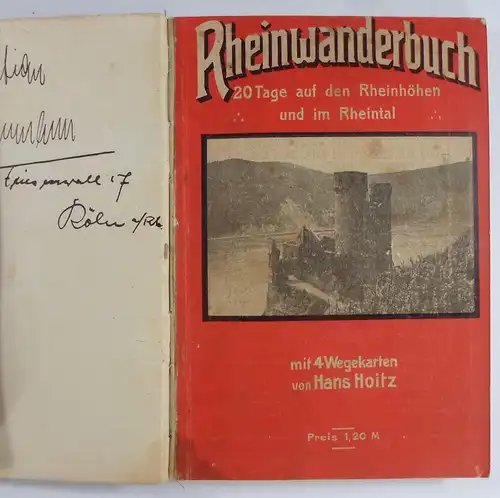 Köln a/Rh.
Rheinwanderbuch
20 Tage auf den Rheinhöhen
und im Rheintal
mit 4 Wegekarten
von Hans Hoitz
Preis 1,20 M